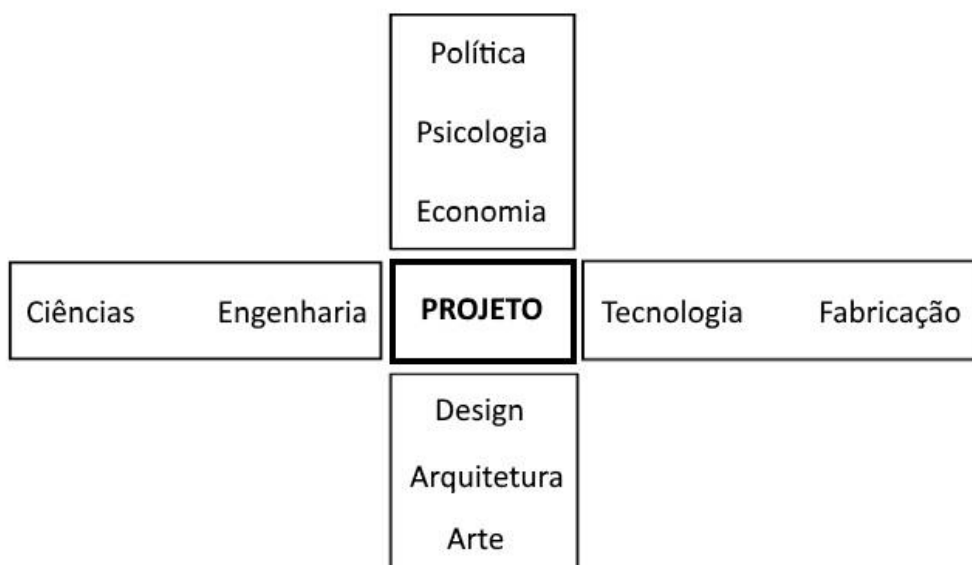 Política
Psicologia
Economia
Ciências Engenharia PROJETO Tecnologia Fabricação
Design
Arquitetura
Arte